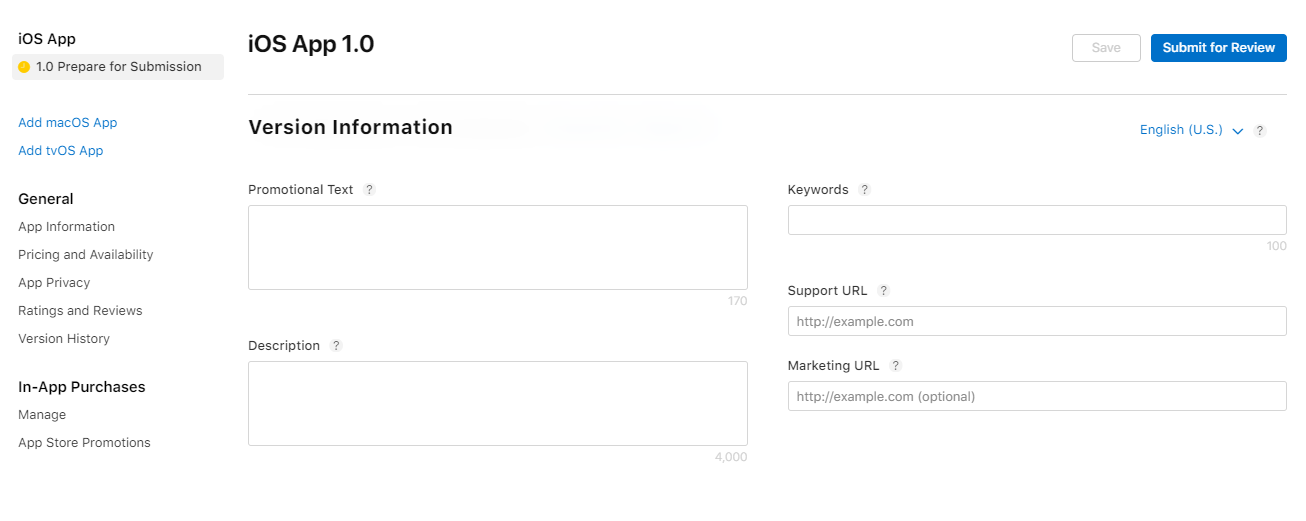 iOS App
1.0 Prepare for Submission
Add macOS App
Add tvOS App
General
App Information
Pricing and Availability
App Privacy
Ratings and Reviews
Version History
In-App Purchases
Manage
App Store Promotions
iOS App 1.0
Save
Submit for Review
Version Information
English (U.S.)
?
Promotional Text ?
170
Description ?
4,000
Keywords ?
100
Support URL ?
http://example.com
Marketing URL ?
http://example.com (optional)